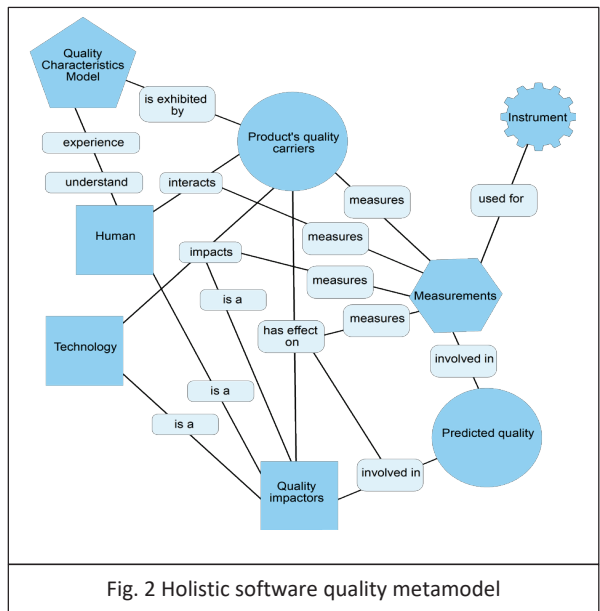 Quality
Characteristics
Model
is exhibited
by
Instrument
Product's quality
carriers
experience
understand
interacts
measures
used for
Human
measures
impacts
measures
is a
Measurements
has effect
on
measures
Technology
involved in
is a
is a
Predicted quality
Quality
impactors
involved in
Fig. 2 Holistic software quality metamodel